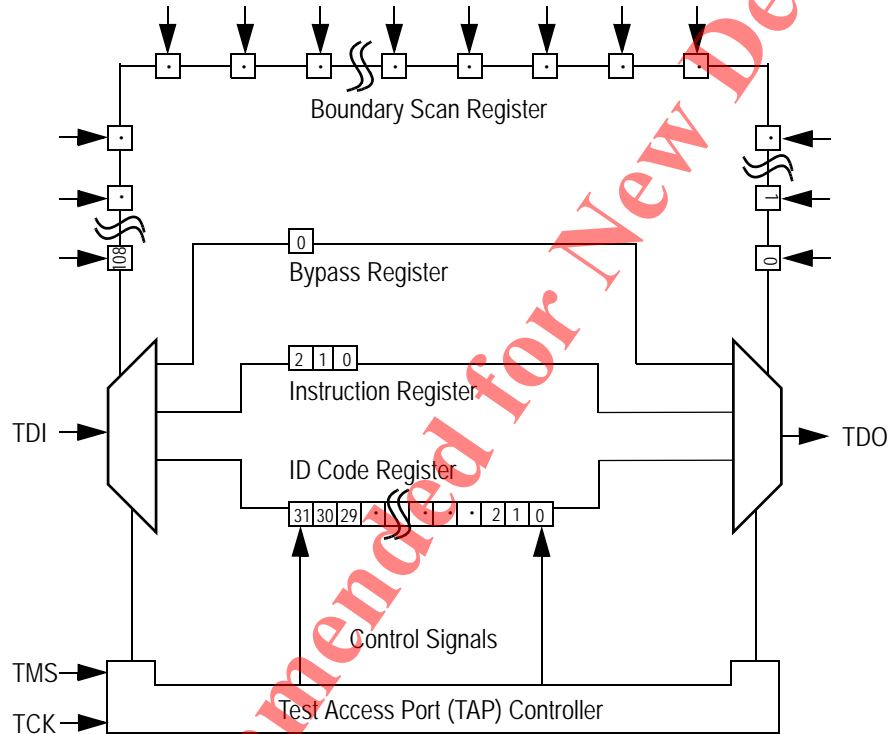 Boundary Scan Register
108
1
0
0
Bypass Register
2 1 0
Instruction Register
TDI
TDO
ID Code Register
31 30 29 · · · · 2 1 0
Control Signals
TMS
Test Access Port (TAP) Controller
TCK
mended for New De